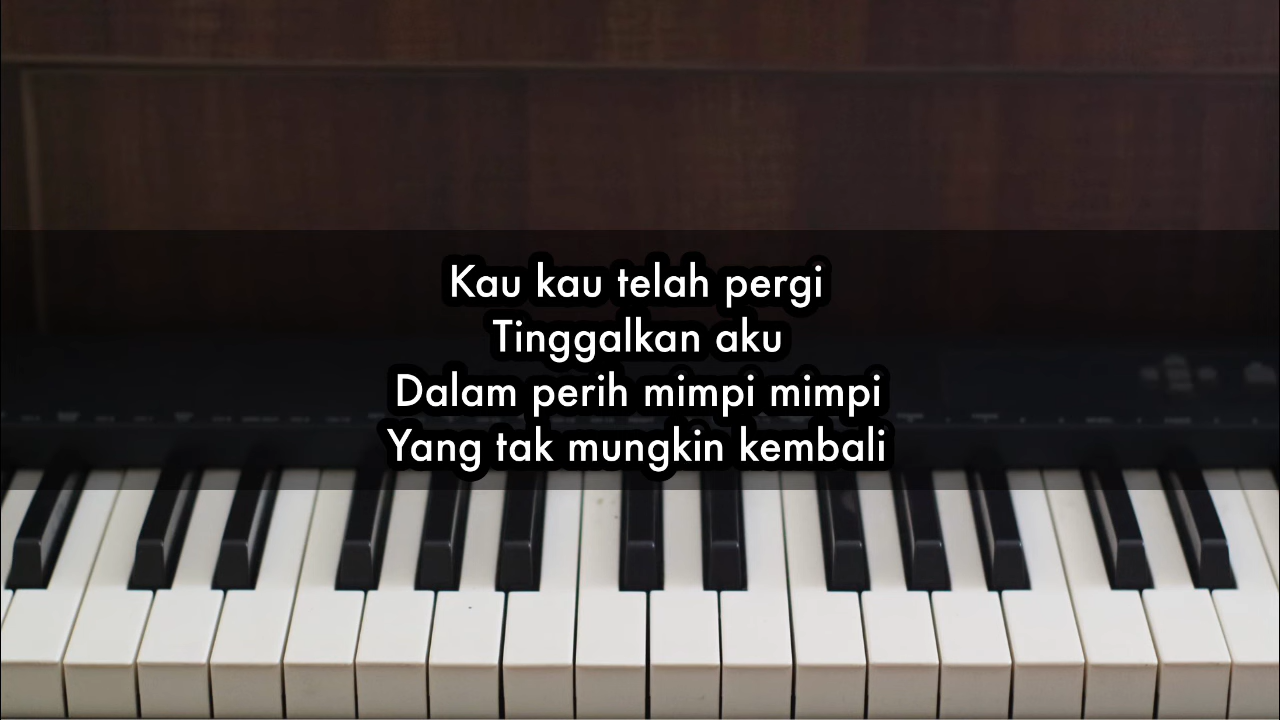 Kau kau telah pergi
Tinggalkan aku
Dalam perih mimpi mimpi
Yang tak mungkin kembali